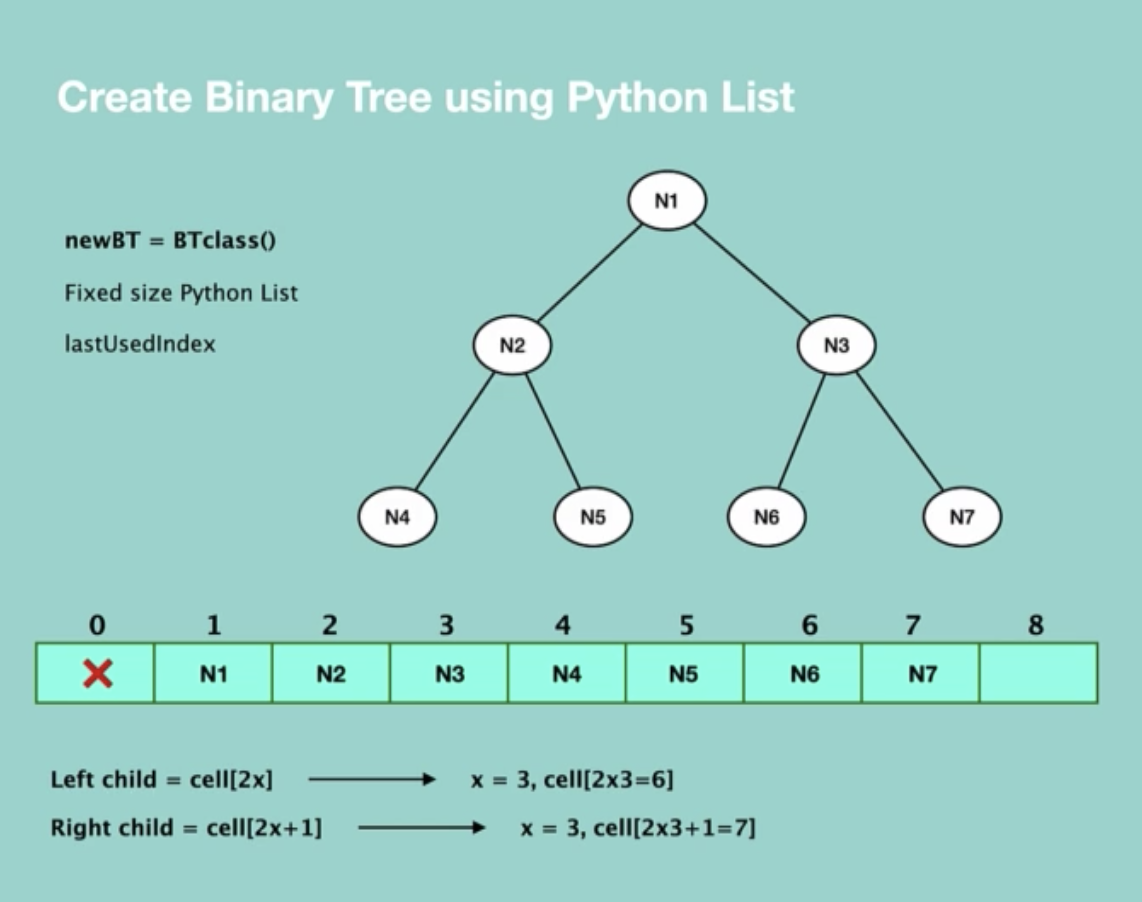 Create Binary Tree using Python List
newBT = BTclass()
Fixed size Python List
lastUsedIndex
N1
N2 N3
N4 N5 N6 N7
0 1 2 3 4 5 6 7 8
N1 N2 N3 N4 N5 N6 N7
Left child = cell[2x] x = 3, cell[2x3=6]
Right child = cell[2x+1] x = 3, cell[2x3+1=7]